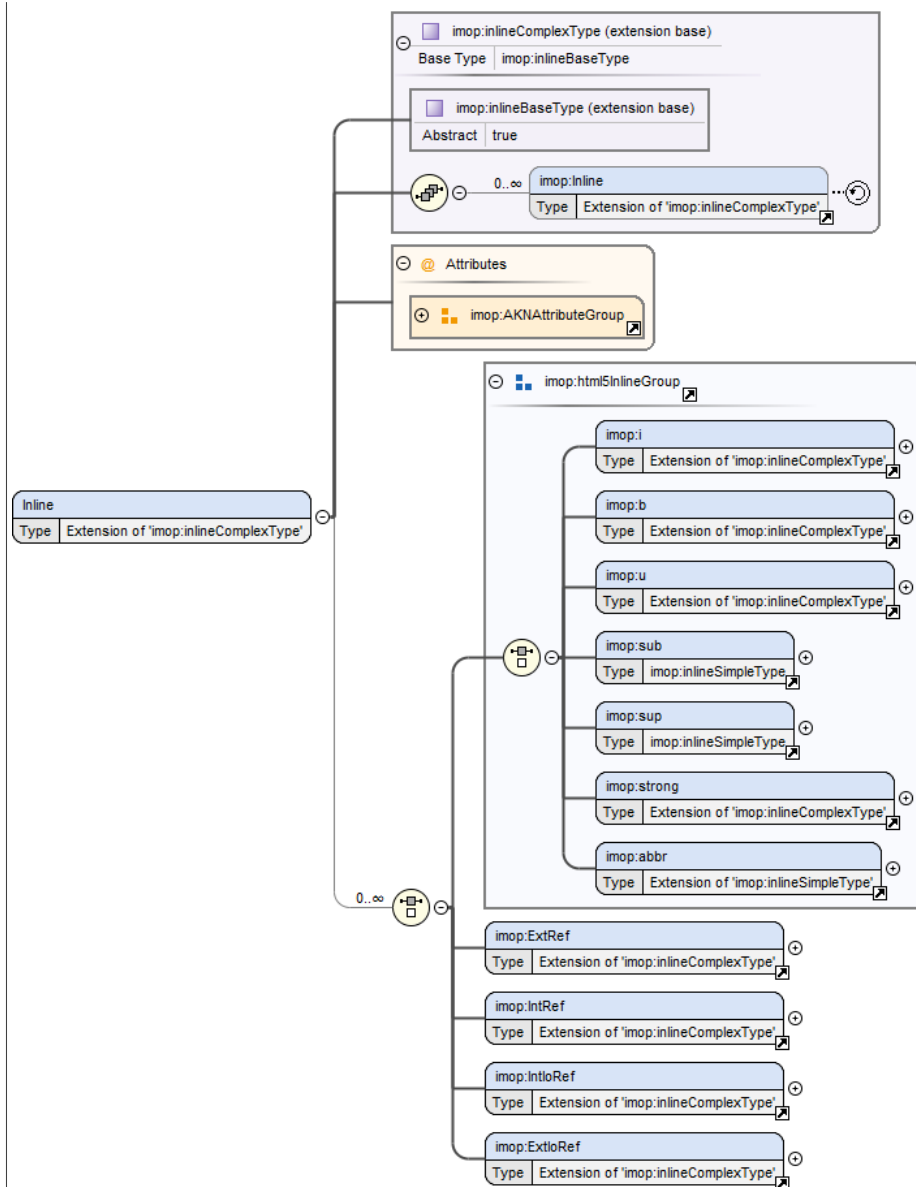 imop:inlineComplexType (extension base)
Base Type imop:inlineBaseType
imop:inlineBaseType (extension base)
Abstract true
0..∞
imop:Inline
Type Extension of 'imop:inlineComplexType'
@ Attributes
imop:AKNAttributeGroup
imop:html5InlineGroup
imop:i
Type Extension of 'imop:inlineComplexType'
imop:b
Type Extension of 'imop:inlineComplexType'
Inline
Type Extension of 'imop:inlineComplexType'
imop:u
Type Extension of 'imop:inlineComplexType'
imop:sub
Type imop:inlineSimpleType
imop:sup
Type imop:inlineSimpleType
imop:strong
Type Extension of 'imop:inlineComplexType'
imop:abbr
Type Extension of 'imop:inlineSimpleType'
0..∞
imop:ExtRef
Type Extension of 'imop:inlineComplexType'
imop:IntRef
Type Extension of 'imop:inlineComplexType'
imop:IntIoRef
Type Extension of 'imop:inlineComplexType'
imop:ExtIoRef
Type Extension of 'imop:inlineComplexType'